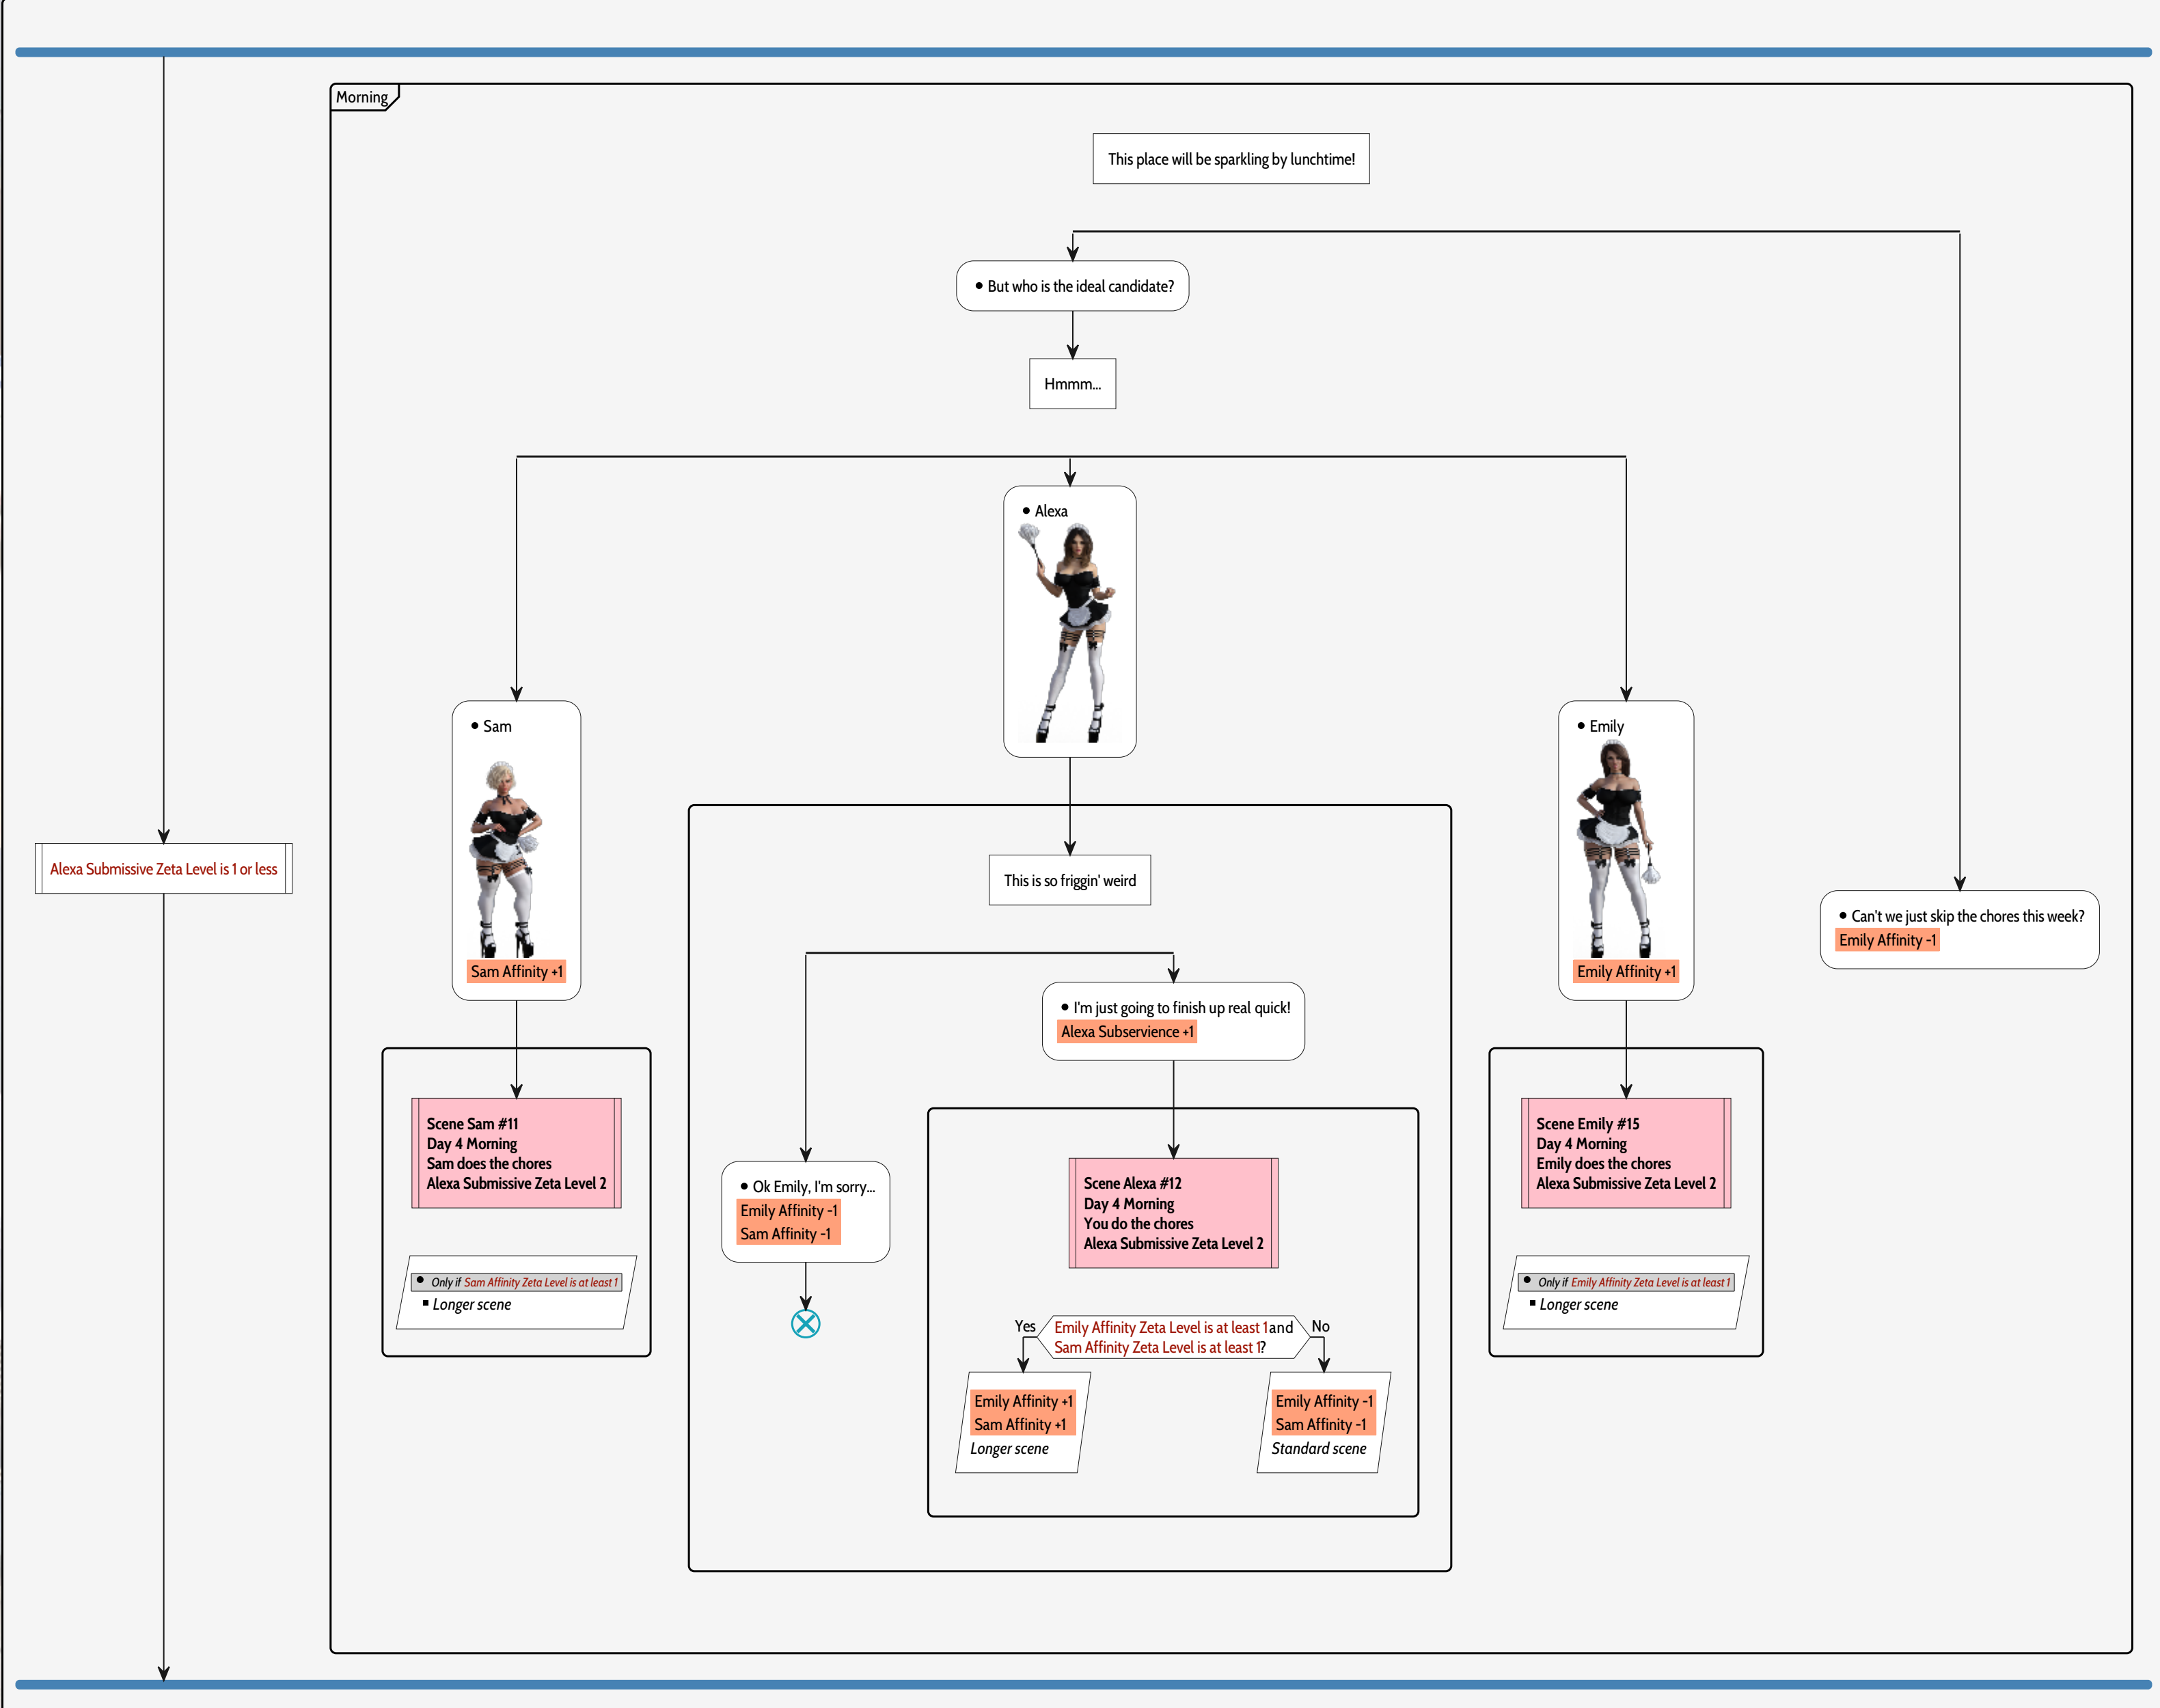 Morning
This place will be sparkling by lunchtime!
But who is the ideal candidate?
Hmmm...
Alexa
Sam
Sam Affinity +1
Emily
Emily Affinity +1
Alexa Submissive Zeta Level is 1 or less
This is so friggin' weird
Can't we just skip the chores this week?
Emily Affinity -1
I'm just going to finish up real quick!
Alexa Subservience +1
Scene Sam #11
Day 4 Morning
Sam does the chores
Alexa Submissive Zeta Level 2
Only if Sam Affinity Zeta Level is at least 1
Longer scene
Ok Emily, I'm sorry...
Emily Affinity -1
Sam Affinity -1
Scene Alexa #12
Day 4 Morning
You do the chores
Alexa Submissive Zeta Level 2
Yes
Emily Affinity Zeta Level is at least 1and
Sam Affinity Zeta Level is at least 1?
No
Emily Affinity +1
Sam Affinity +1
Longer scene
Emily Affinity -1
Sam Affinity -1
Standard scene
Scene Emily #15
Day 4 Morning
Emily does the chores
Alexa Submissive Zeta Level 2
Only if Emily Affinity Zeta Level is at least 1
Longer scene